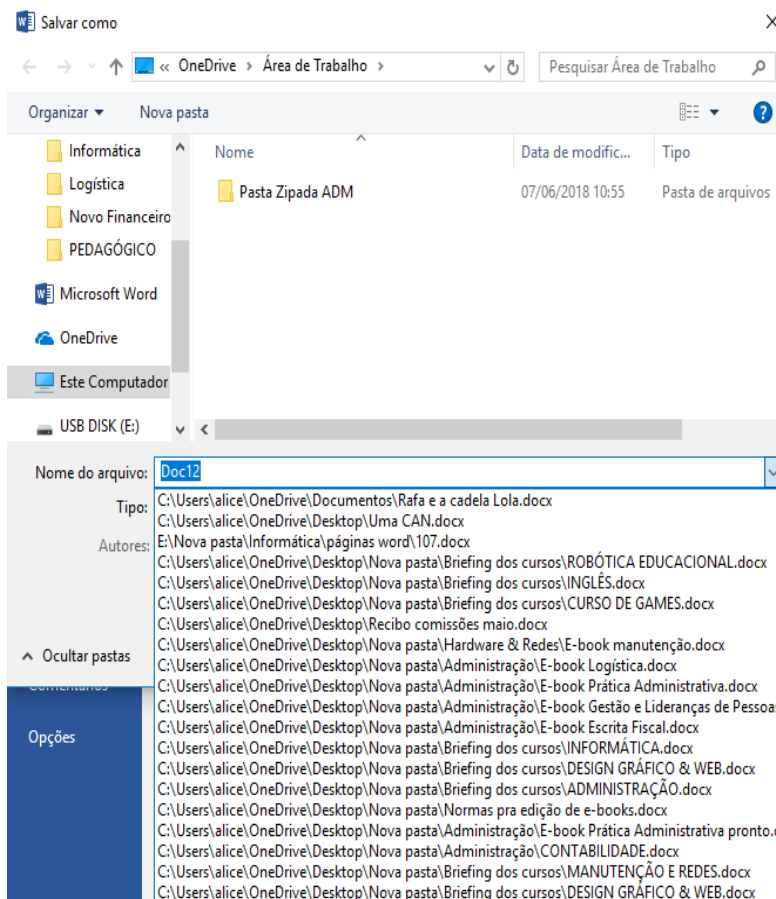 Salvar como
« OneDrive › Área de Trabalho ›
Pesquisar Área de Trabalho
Organizar
Nova pasta
Informática
Nome
Data de modific...
Tipo
Logística
Pasta Zipada ADM
07/06/2018 10:55
Pasta de arquivos
Novo Financeiro
PEDAGÓGICO
Microsoft Word
OneDrive
Este Computador
USB DISK (E:)
Nome do arquivo:
Doc12
Tipo:
Autores:
C:\Users\alice\OneDrive\Documentos\Rafa e a cadela Lola.docx
C:\Users\alice\OneDrive\Desktop\Uma CAN.docx
E:\Nova pasta\Informática\páginas word\107.docx
C:\Users\alice\OneDrive\Desktop\Nova pasta\Briefing dos cursos\ROBÓTICA EDUCACIONAL.docx
C:\Users\alice\OneDrive\Desktop\Nova pasta\Briefing dos cursos\INGLÊS.docx
C:\Users\alice\OneDrive\Desktop\Nova pasta\Briefing dos cursos\CURSO DE GAMES.docx
C:\Users\alice\OneDrive\Desktop\Recibo comissões maio.docx
C:\Users\alice\OneDrive\Desktop\Nova pasta\Hardware & Redes\E-book manutenção.docx
C:\Users\alice\OneDrive\Desktop\Nova pasta\Administração\E-book Logística.docx
C:\Users\alice\OneDrive\Desktop\Nova pasta\Administração\E-book Prática Administrativa.docx
C:\Users\alice\OneDrive\Desktop\Nova pasta\Administração\E-book Gestão e Lideranças de Pessoas
C:\Users\alice\OneDrive\Desktop\Nova pasta\Administração\E-book Escrita Fiscal.docx
C:\Users\alice\OneDrive\Desktop\Nova pasta\Briefing dos cursos\INFORMÁTICA.docx
C:\Users\alice\OneDrive\Desktop\Nova pasta\Briefing dos cursos\DESIGN GRÁFICO & WEB.docx
C:\Users\alice\OneDrive\Desktop\Nova pasta\Briefing dos cursos\ADMINISTRAÇÃO.docx
C:\Users\alice\OneDrive\Desktop\Nova pasta\Normas pra edição de e-books.docx
C:\Users\alice\OneDrive\Desktop\Nova pasta\Administração\E-book Prática Administrativa pronto.
C:\Users\alice\OneDrive\Desktop\Nova pasta\Administração\CONTABILIDADE.docx
C:\Users\alice\OneDrive\Desktop\Nova pasta\Briefing dos cursos\MANUTENÇÃO E REDES.docx
C:\Users\alice\OneDrive\Desktop\Nova pasta\Briefing dos cursos\DESIGN GRÁFICO & WEB.docx
Ocultar pastas
Comentários
Opções